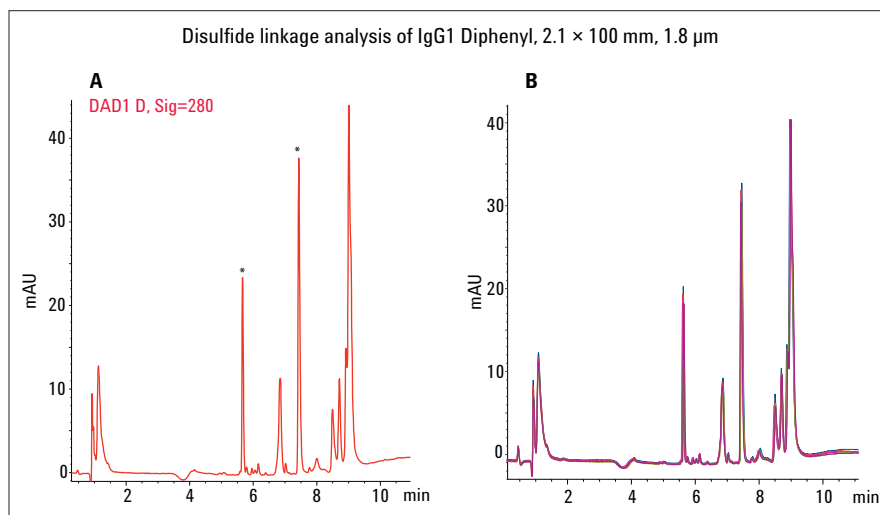 Disulfide linkage analysis of IgG1 Diphenyl, 2.1 × 100 mm, 1.8 µm
A
DAD1 D, Sig=280
*
*
mAU
40
30
20
10
0
2 4 6 8 10 min
B
mAU
40
30
20
10
0
2 4 6 8 10 min